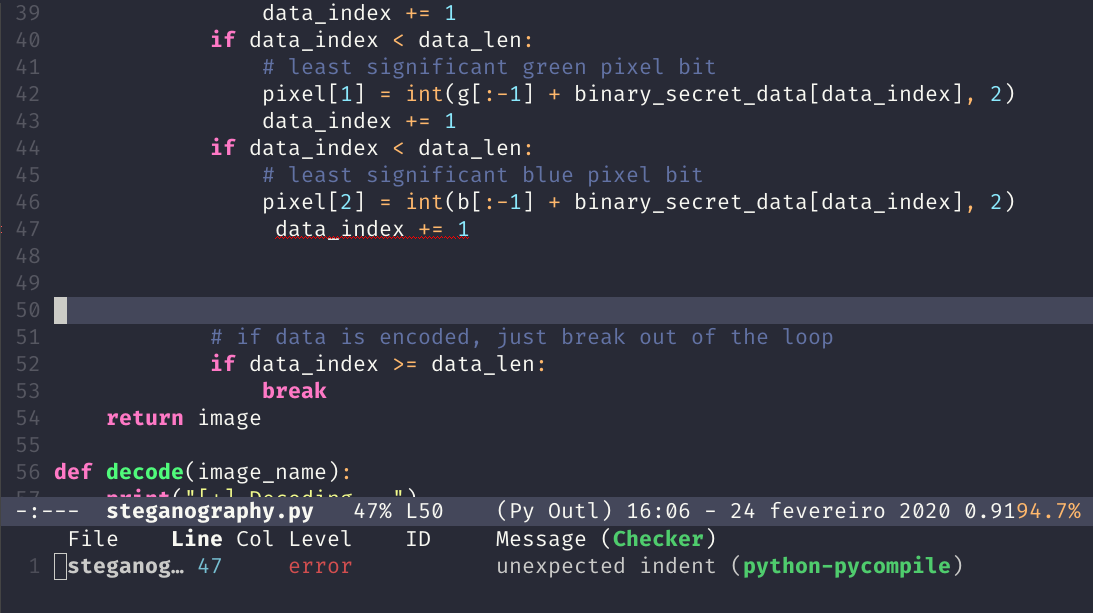 39                 data_index += 1
40             if data_index < data_len:
41                 # least significant green pixel bit
42                 pixel[1] = int(g[:-1] + binary_secret_data[data_index], 2)
43                 data_index += 1
44             if data_index < data_len:
45                 # least significant blue pixel bit
46                 pixel[2] = int(b[:-1] + binary_secret_data[data_index], 2)
47                  data_index += 1
48
49
50
51             # if data is encoded, just break out of the loop
52             if data_index >= data_len:
53                 break
54     return image
55
56 def decode(image_name):
57     print("[+] Decoding...")
-:---  steganography.py   47% L50    (Py Outl) 16:06 - 24 fevereiro 2020 0.9194.7%
File    Line Col Level    ID     Message (Checker)
1 steganog… 47     error           unexpected indent (python-pycompile)